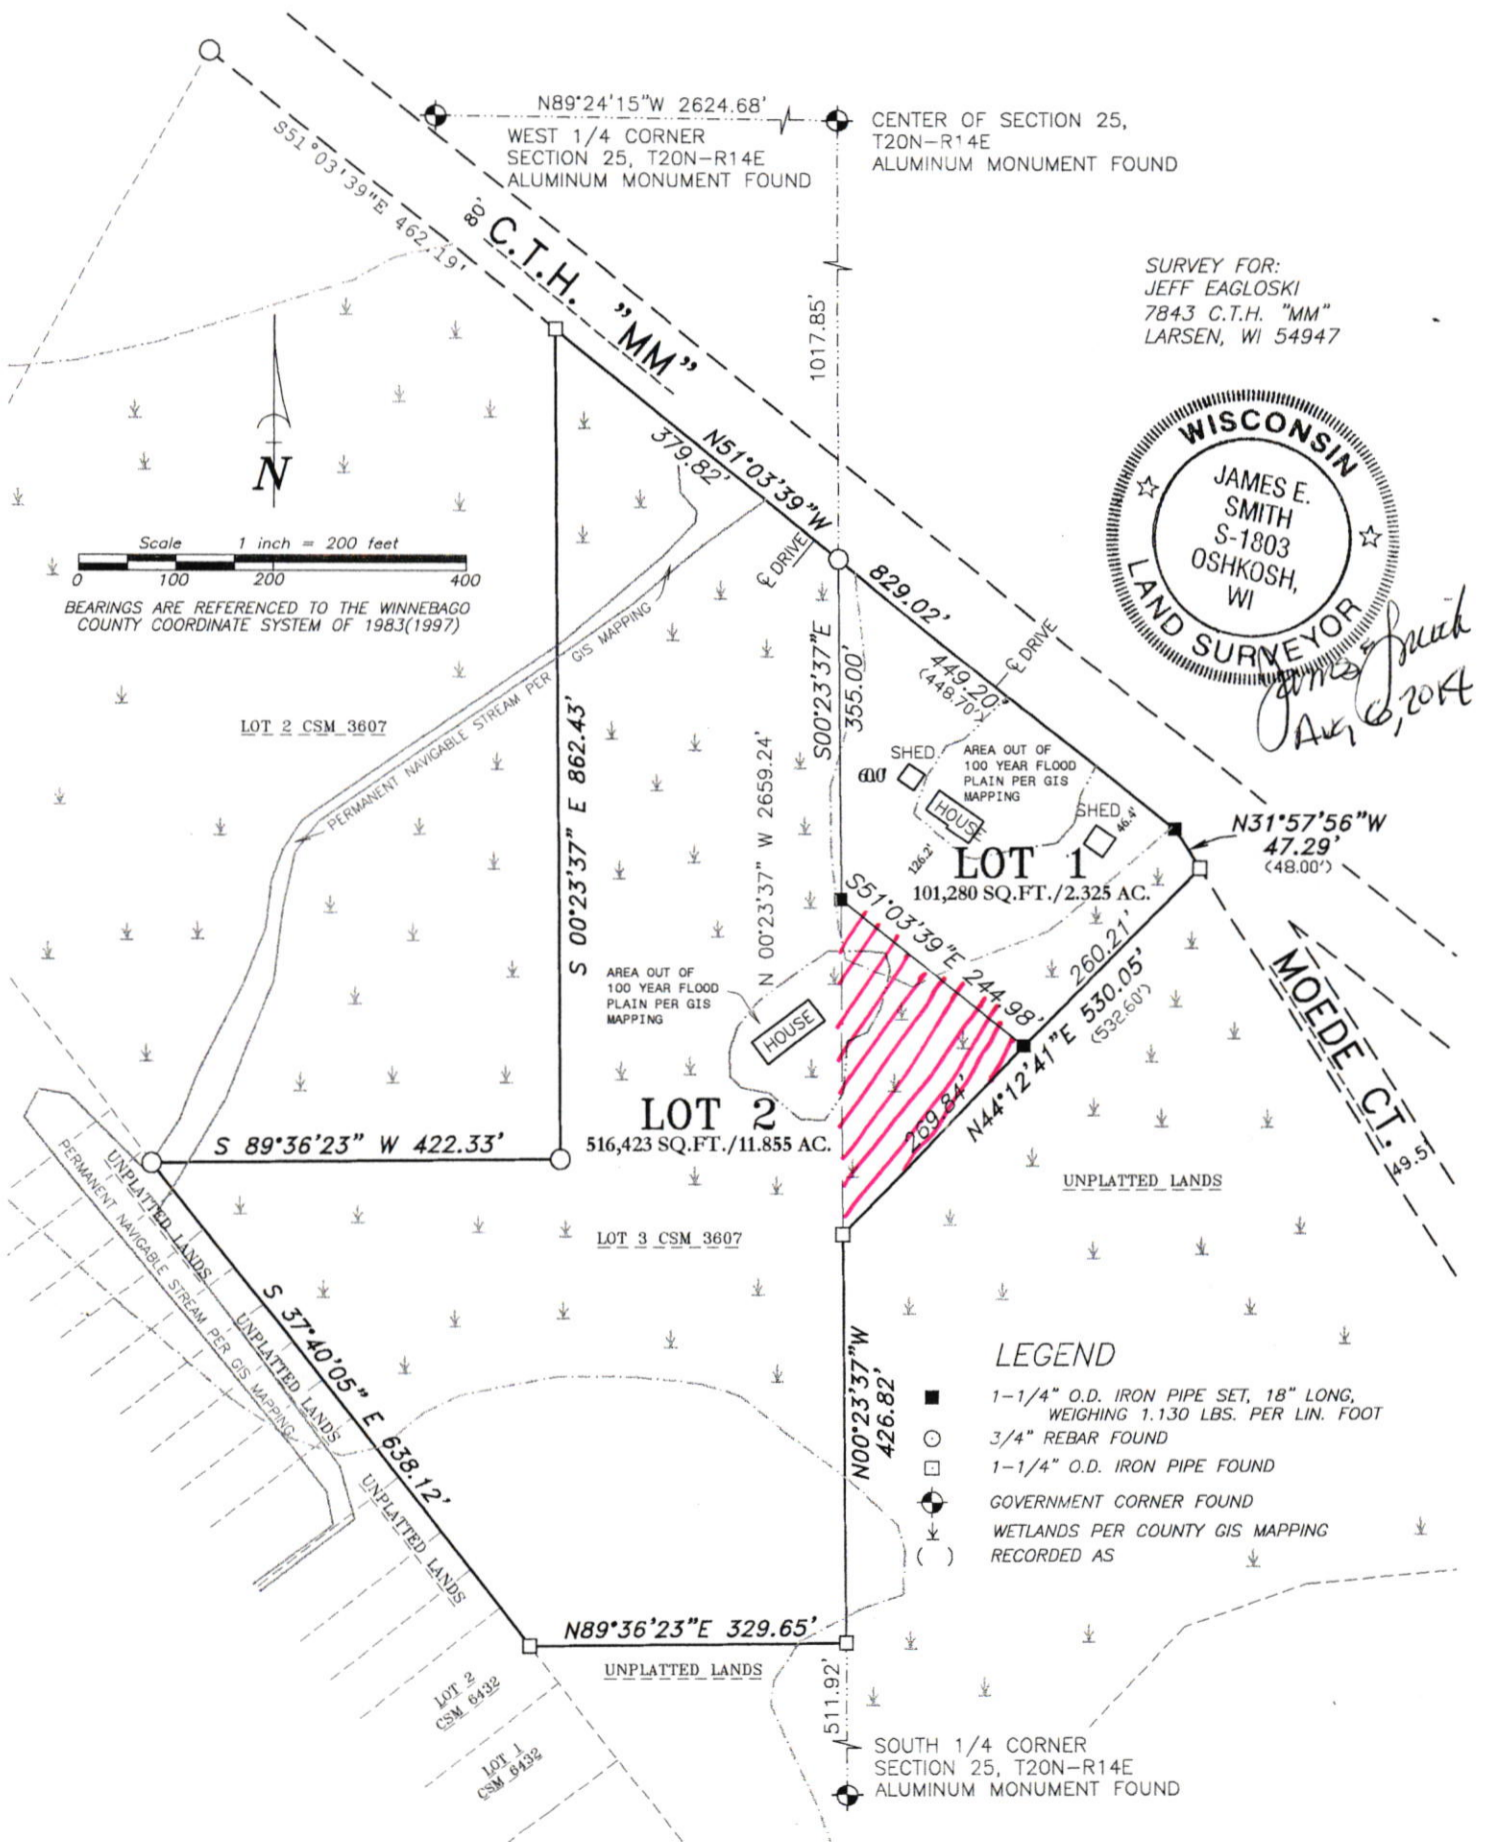 N89°24'15"W 2624.68'
WEST 1/4 CORNER
SECTION 25, T20N-R14E
ALUMINUM MONUMENT FOUND
CENTER OF SECTION 25,
T20N-R14E
ALUMINUM MONUMENT FOUND
S51°03'39"E 462.19'
80'
C.T.H. "MM"
1017.85'
SURVEY FOR:
JEFF EAGLOSKI
7843 C.T.H. "MM"
LARSEN, WI 54947
WISCONSIN
LAND SURVEYOR
JAMES E.
SMITH
S-1803
OSHKOSH,
WI
James Smith
Aug 6, 2014
N
Scale 1 inch = 200 feet
0 100 200 400
BEARINGS ARE REFERENCED TO THE WINNEBAGO
COUNTY COORDINATE SYSTEM OF 1983(1997)
N51°03'39"W
379.82'
829.02'
℄ DRIVE
449.20'
(448.70')
℄ DRIVE
PERMANENT NAVIGABLE STREAM PER GIS MAPPING
LOT 2 CSM 3607
S 00°23'37" E 862.43'
N 00°23'37" W 2659.24'
S00°23'37"E
355.00'
SHED
60.0'
AREA OUT OF
100 YEAR FLOOD
PLAIN PER GIS
MAPPING
HOUSE
SHED
46.4'
126.2'
LOT 1
101,280 SQ.FT./2.325 AC.
N31°57'56"W
47.29'
(48.00')
S51°03'39"E 244.98'
260.21'
N44°12'41"E 530.05'
(532.60')
269.84'
MOEDE CT.
49.5'
AREA OUT OF
100 YEAR FLOOD
PLAIN PER GIS
MAPPING
HOUSE
LOT 2
516,423 SQ.FT./11.855 AC.
S 89°36'23" W 422.33'
UNPLATTED LANDS
LOT 3 CSM 3607
UNPLATTED LANDS
PERMANENT NAVIGABLE STREAM PER GIS MAPPING
S 37°40'05" E 638.12'
UNPLATTED LANDS
UNPLATTED LANDS
N00°23'37"W
426.82'
LEGEND
1-1/4" O.D. IRON PIPE SET, 18" LONG,
WEIGHING 1.130 LBS. PER LIN. FOOT
3/4" REBAR FOUND
1-1/4" O.D. IRON PIPE FOUND
GOVERNMENT CORNER FOUND
WETLANDS PER COUNTY GIS MAPPING
( ) RECORDED AS
N89°36'23"E 329.65'
UNPLATTED LANDS
LOT 2
CSM 6432
LOT 1
CSM 6432
511.92'
SOUTH 1/4 CORNER
SECTION 25, T20N-R14E
ALUMINUM MONUMENT FOUND